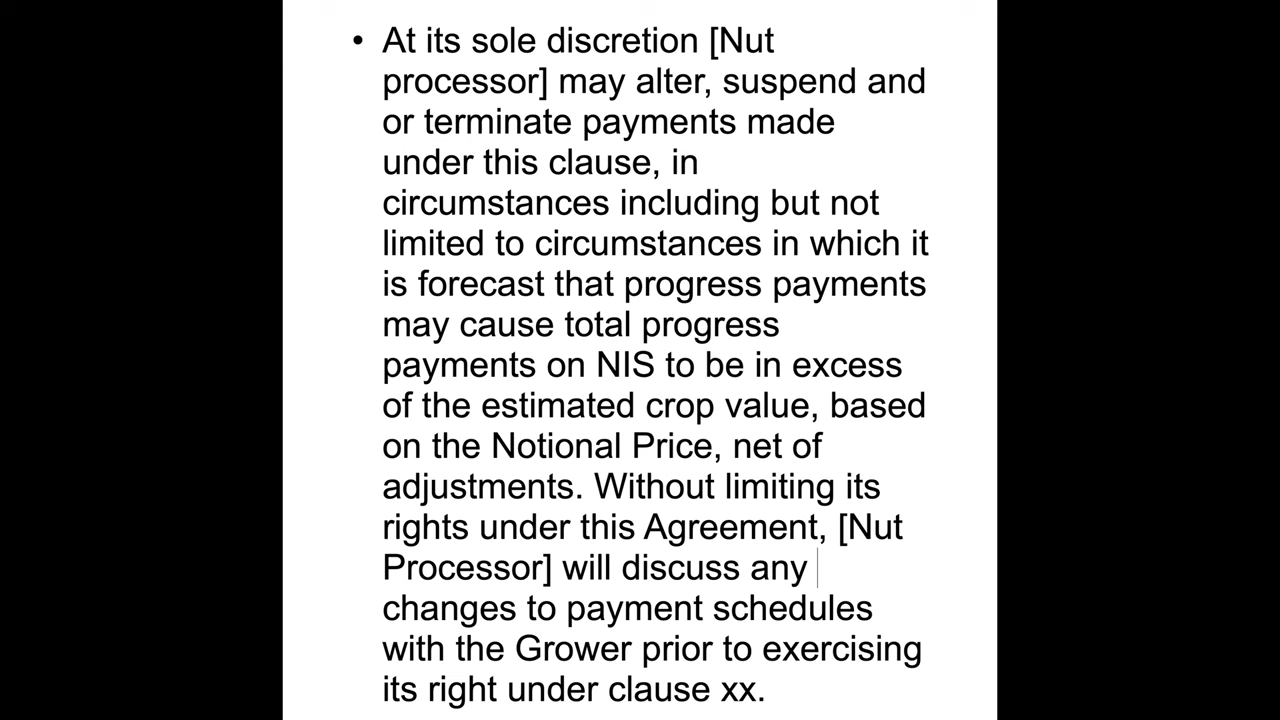 • At its sole discretion [Nut
processor] may alter, suspend and
or terminate payments made
under this clause, in
circumstances including but not
limited to circumstances in which it
is forecast that progress payments
may cause total progress
payments on NIS to be in excess
of the estimated crop value, based
on the Notional Price, net of
adjustments. Without limiting its
rights under this Agreement, [Nut
Processor] will discuss any
changes to payment schedules
with the Grower prior to exercising
its right under clause xx.